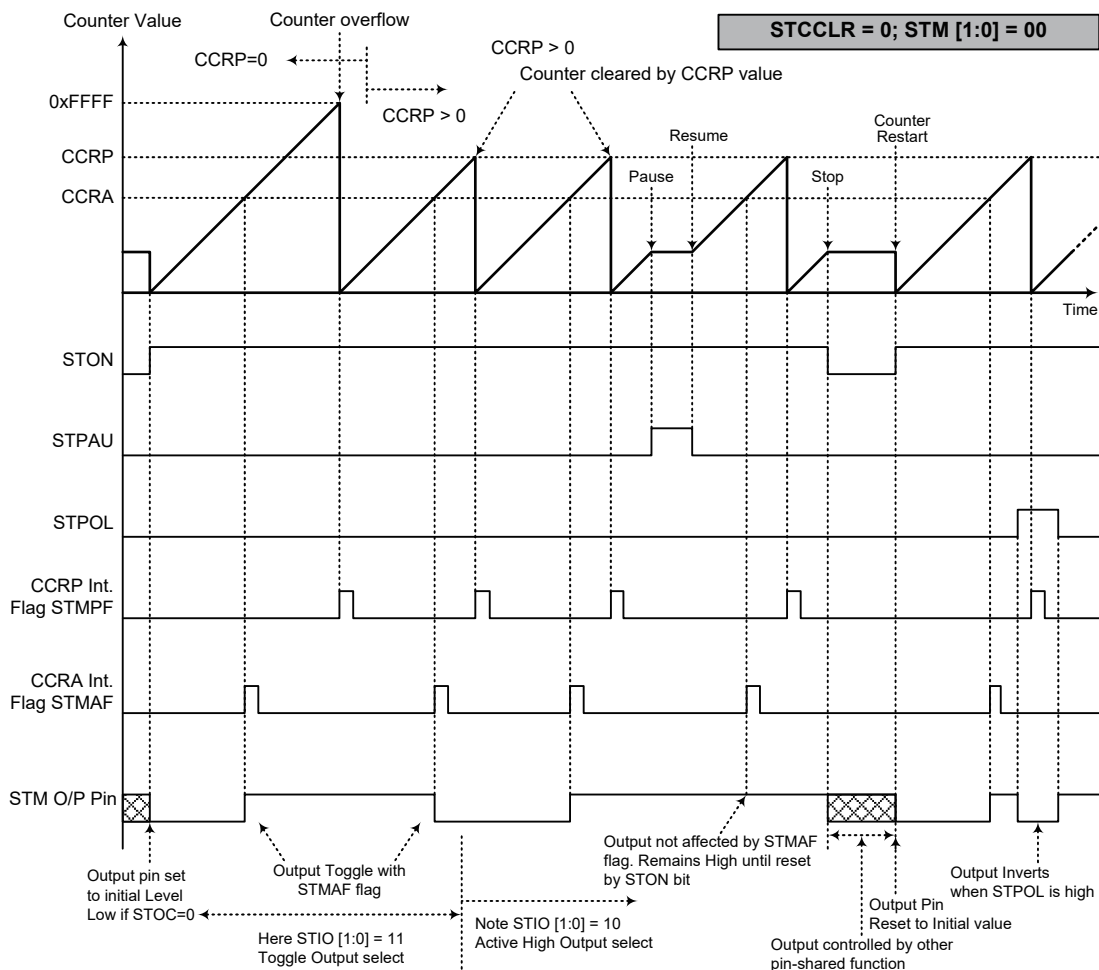 Counter Value
Counter overflow
STCCLR = 0; STM [1:0] = 00
CCRP=0
CCRP > 0
CCRP > 0
Counter cleared by CCRP value
0xFFFF
CCRP
CCRA
Pause
Resume
Stop
Counter
Restart
Time
STON
STPAU
STPOL
CCRP Int.
Flag STMPF
CCRA Int.
Flag STMAF
STM O/P Pin
Output pin set
to initial Level
Low if STOC=0
Output Toggle with
STMAF flag
Here STIO [1:0] = 11
Toggle Output select
Output not affected by STMAF
flag. Remains High until reset
by STON bit
Note STIO [1:0] = 10
Active High Output select
Output Inverts
when STPOL is high
Output Pin
Reset to Initial value
Output controlled by other
pin-shared function